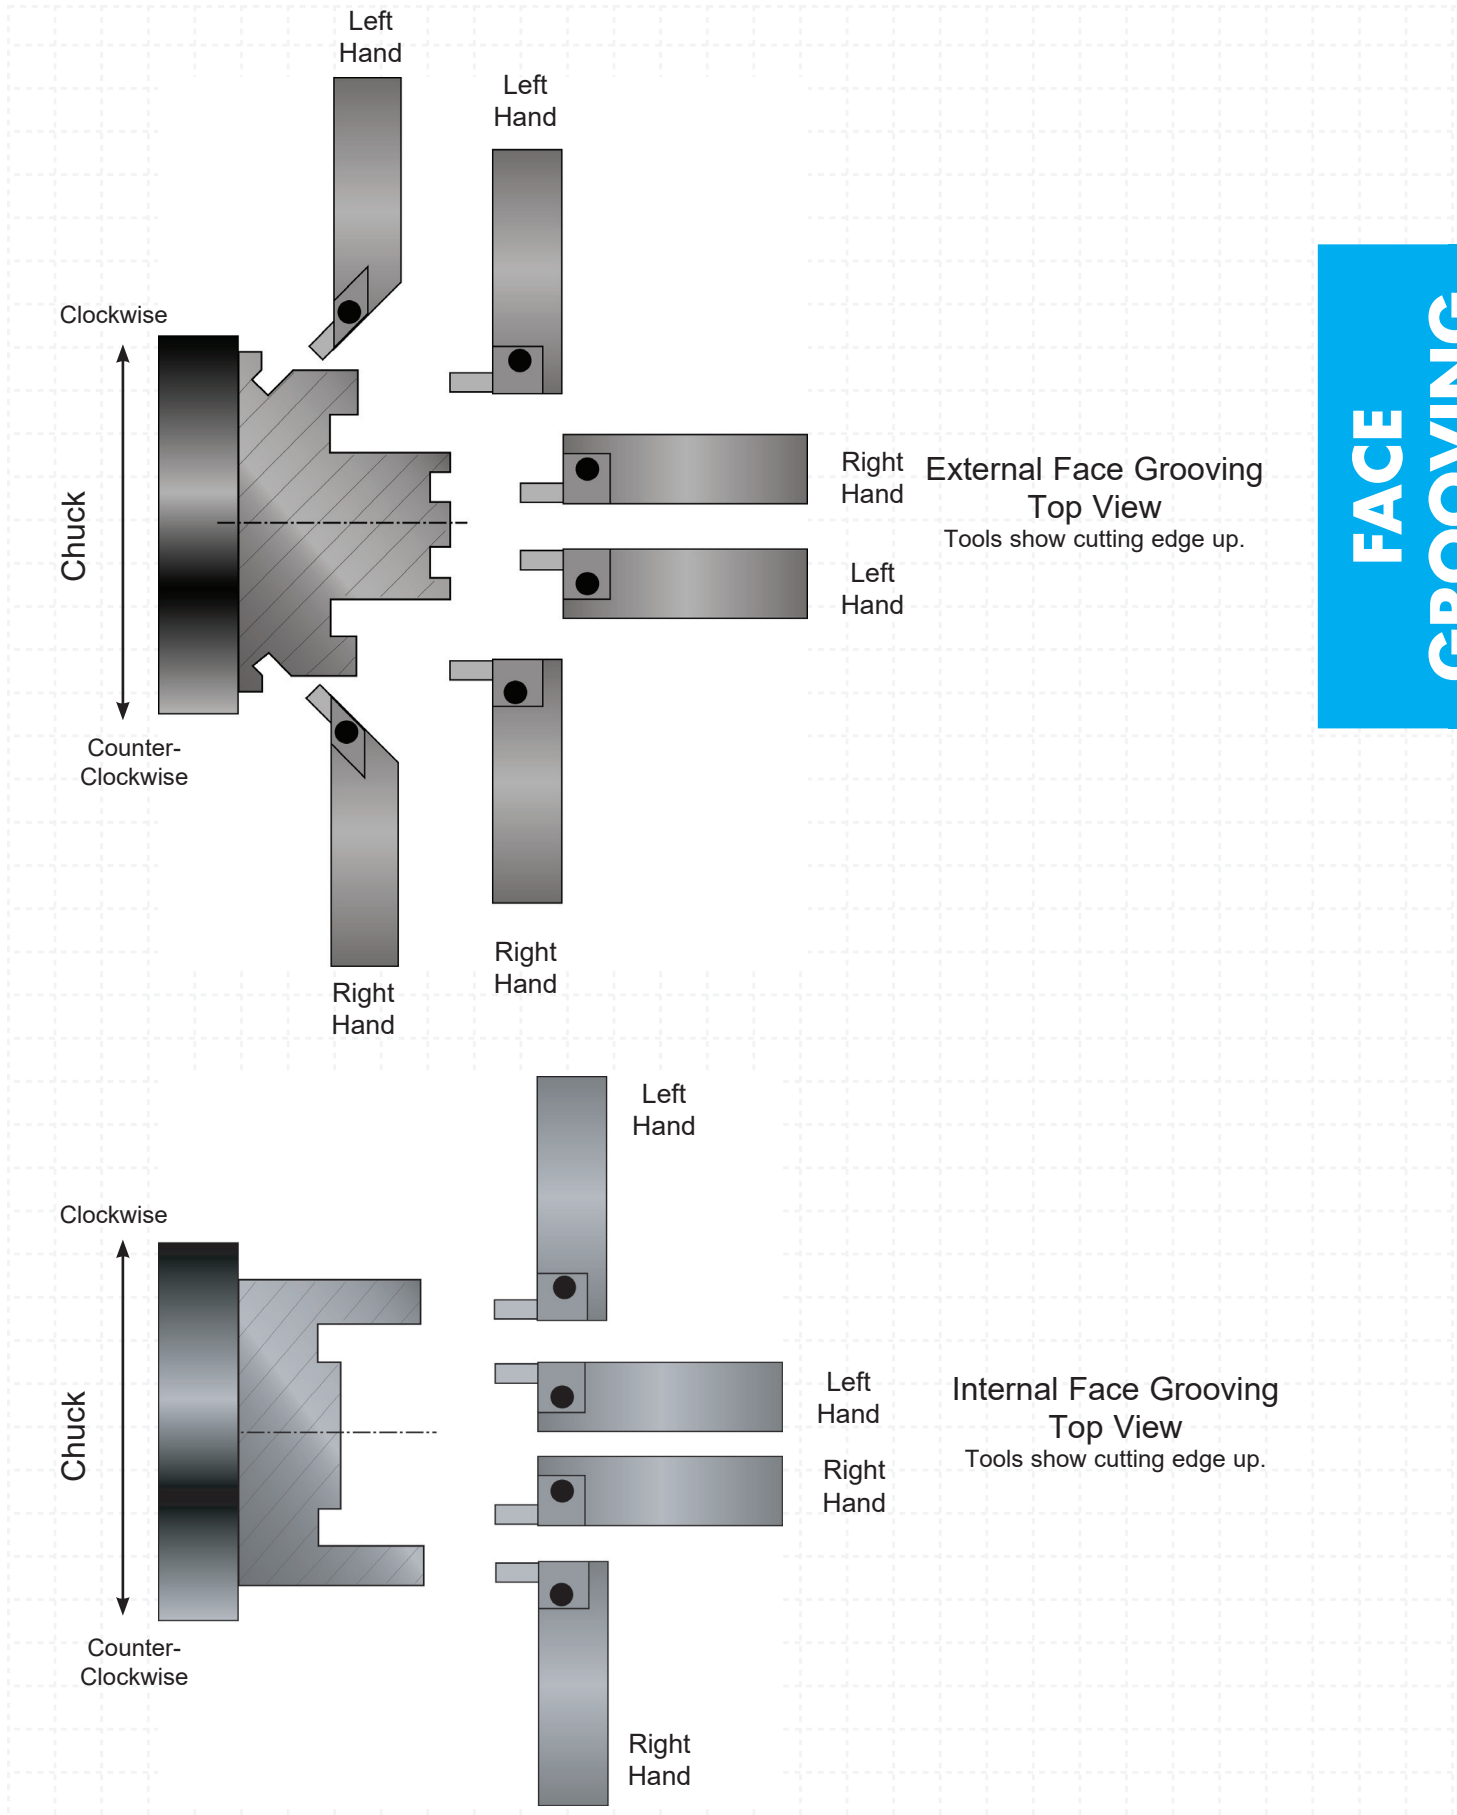 Left
Hand
Left
Hand
Clockwise
Chuck
Counter-
Clockwise
Right
Hand
External Face Grooving
Top View
Tools show cutting edge up.
Left
Hand
Right
Hand
Right
Hand
FACE
GROOVING
Left
Hand
Clockwise
Chuck
Counter-
Clockwise
Left
Hand
Internal Face Grooving
Top View
Tools show cutting edge up.
Right
Hand
Right
Hand